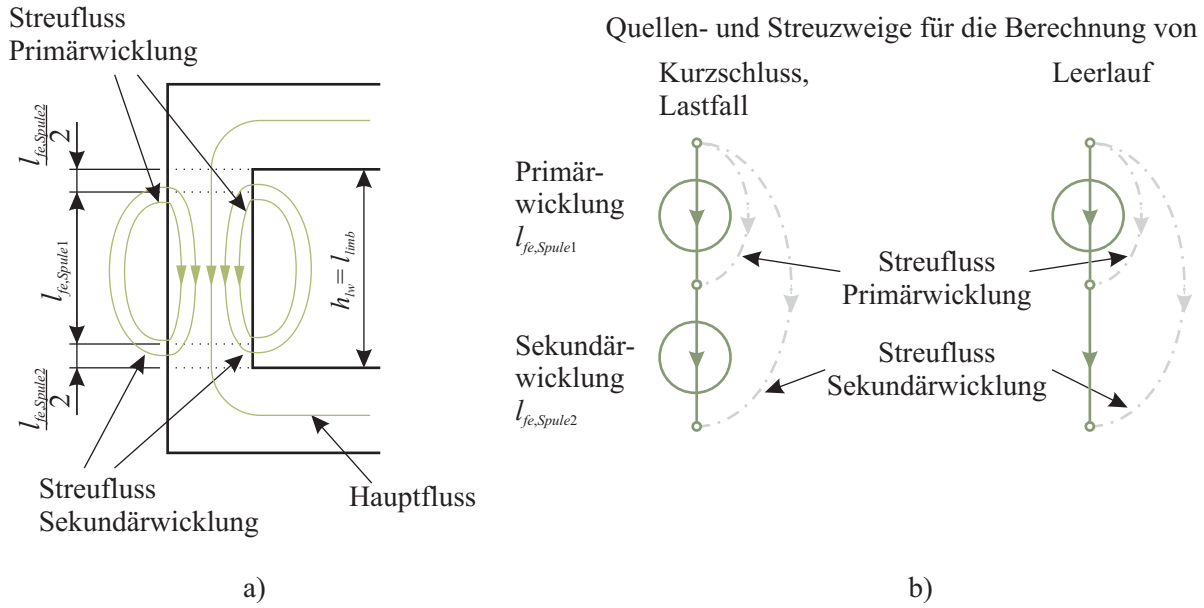 Streufluss
Primärwicklung
l_fe,Spule2
2
l_fe,Spule1
l_fe,Spule2
2
h_lw = l_limb
Streufluss
Sekundärwicklung
Hauptfluss
a)
Quellen- und Streuzweige für die Berechnung von
Kurzschluss,
Lastfall
Leerlauf
Primär-
wicklung
l_fe,Spule1
Streufluss
Primärwicklung
Sekundär-
wicklung
l_fe,Spule2
Streufluss
Sekundärwicklung
b)